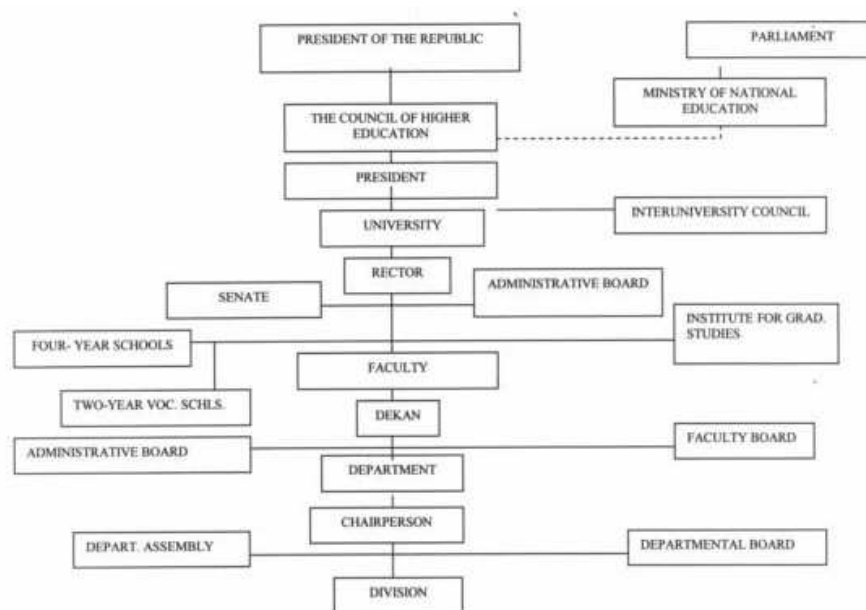 PRESIDENT OF THE REPUBLIC
PARLIAMENT
MINISTRY OF NATIONAL
EDUCATION
THE COUNCIL OF HIGHER
EDUCATION
PRESIDENT
UNIVERSITY
INTERUNIVERSITY COUNCIL
RECTOR
SENATE
ADMINISTRATIVE BOARD
INSTITUTE FOR GRAD.
STUDIES
FOUR- YEAR SCHOOLS
FACULTY
TWO-YEAR VOC. SCHLS.
DEKAN
ADMINISTRATIVE BOARD
FACULTY BOARD
DEPARTMENT
CHAIRPERSON
DEPART. ASSEMBLY
DEPARTMENTAL BOARD
DIVISION